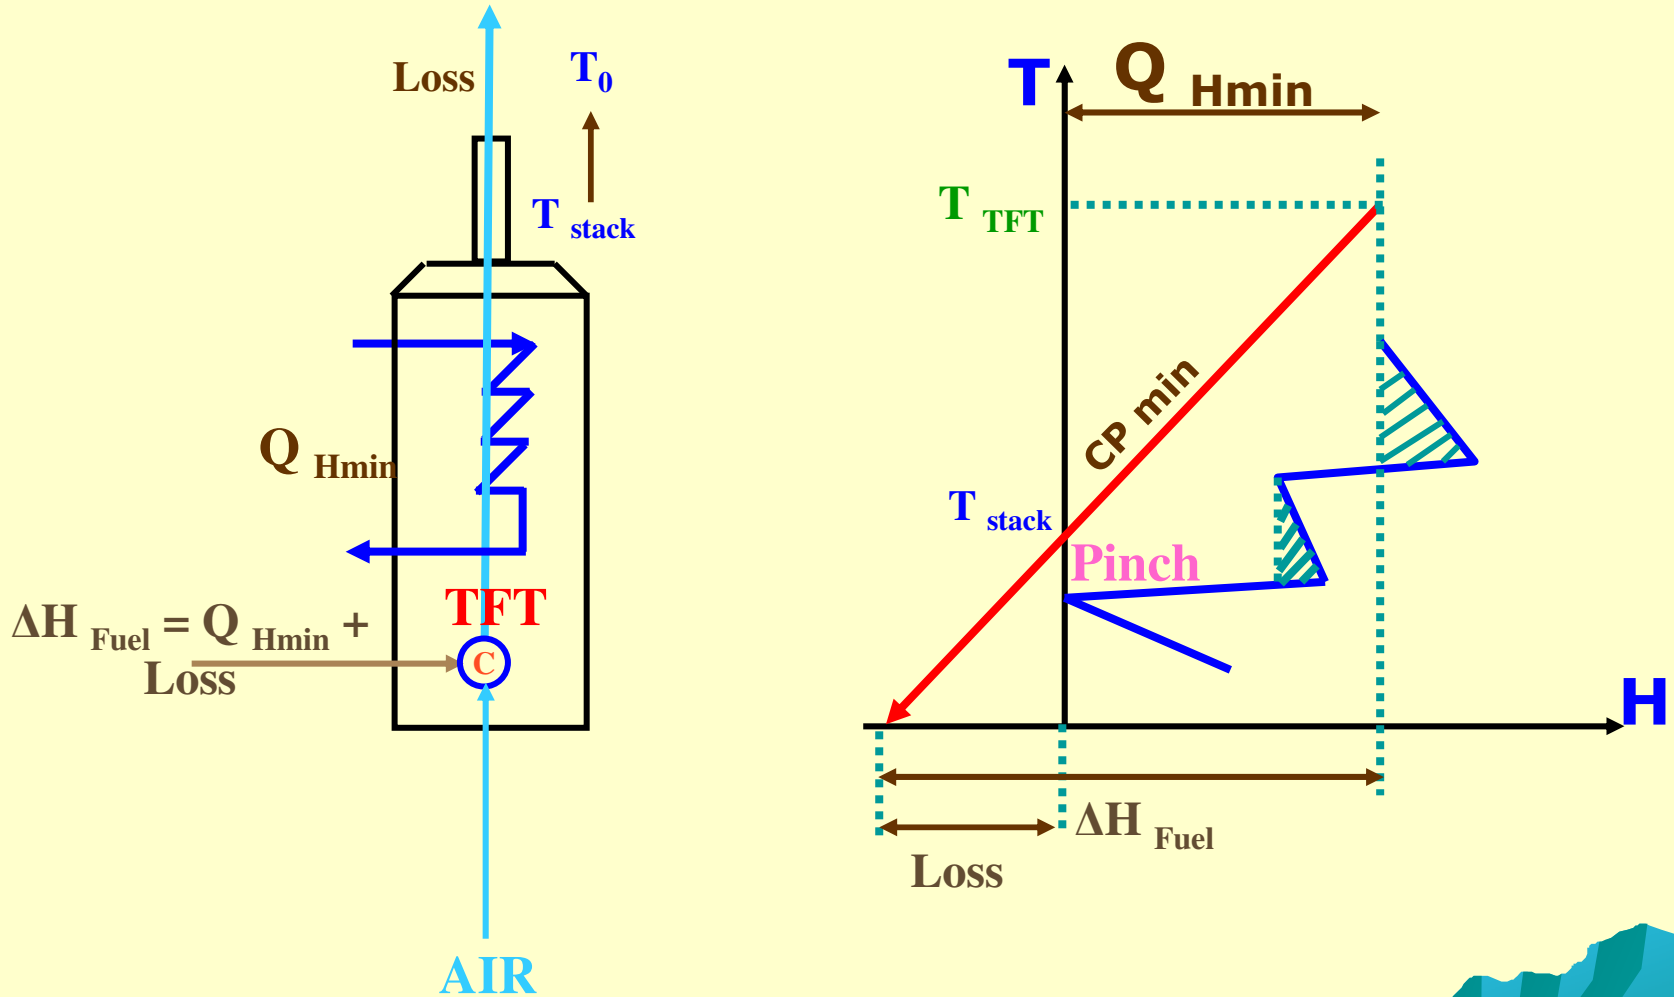 Loss
T0
T stack
Q Hmin
TFT
ΔH Fuel = Q Hmin +
Loss
C
AIR
T
Q Hmin
T TFT
CP min
T stack
Pinch
H
ΔH Fuel
Loss